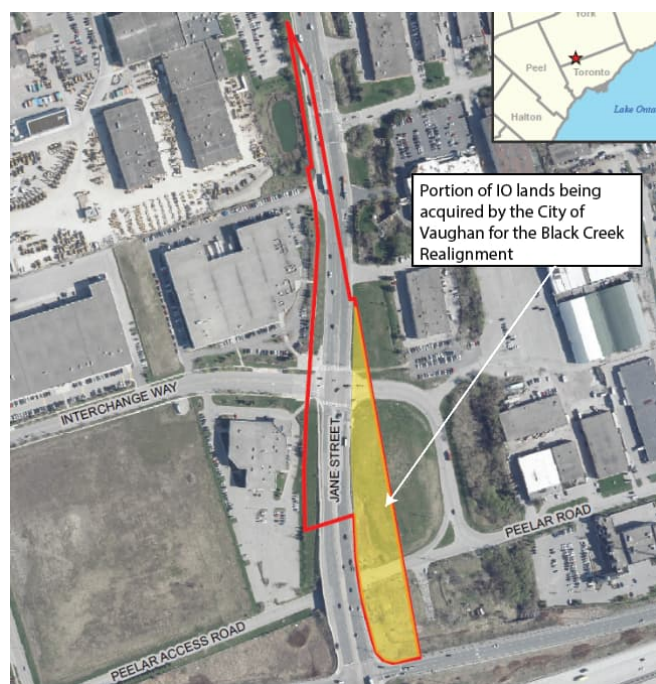 York
Peel
Toronto
Halton
Lake Onta
Portion of IO lands being
acquired by the City of
Vaughan for the Black Creek
Realignment
INTERCHANGE WAY
JANE STREET
PEELAR ROAD
PEELAR ACCESS ROAD